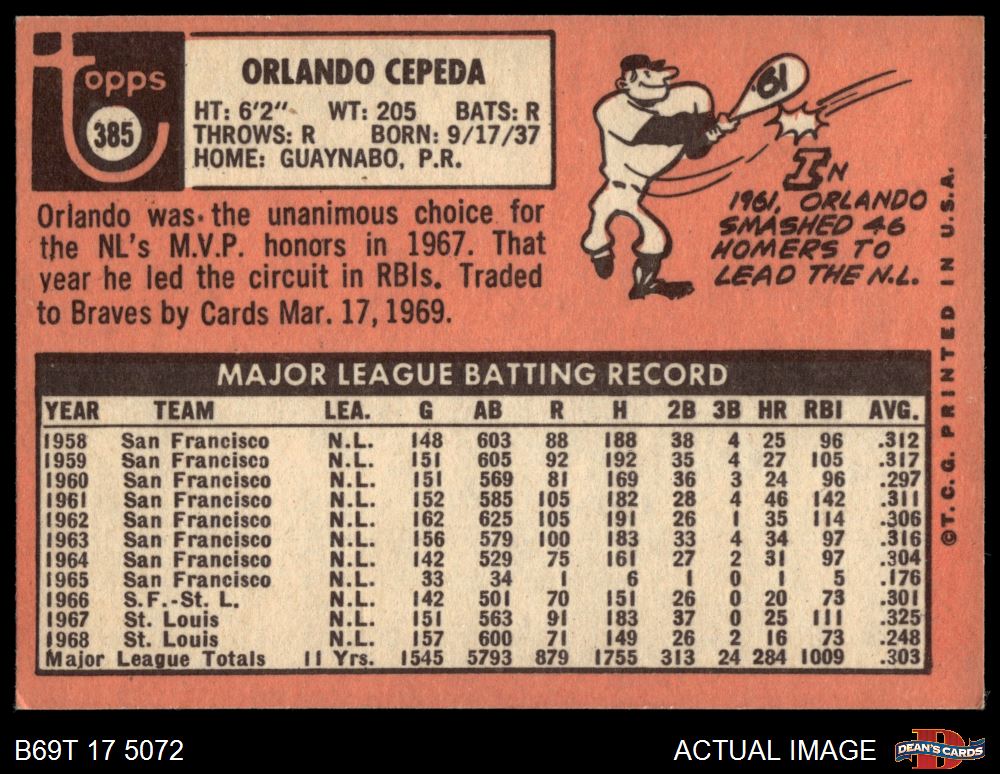 Topps
385
ORLANDO CEPEDA
HT: 6'2" WT: 205 BATS: R
THROWS: R BORN: 9/17/37
HOME: GUAYNABO, P.R.
Orlando was the unanimous choice for
the NL's M.V.P. honors in 1967. That
year he led the circuit in RBIs. Traded
to Braves by Cards Mar. 17, 1969.
'61
IN
1961, ORLANDO
SMASHED 46
HOMERS TO
LEAD THE N.L.
©T.C.G. PRINTED IN U.S.A.
MAJOR LEAGUE BATTING RECORD
YEAR TEAM LEA. G AB R H 2B 3B HR RBI AVG.
1958 San Francisco N.L. 148 603 88 188 38 4 25 96 .312
1959 San Francisco N.L. 151 605 92 192 35 4 27 105 .317
1960 San Francisco N.L. 151 569 81 169 36 3 24 96 .297
1961 San Francisco N.L. 152 585 105 182 28 4 46 142 .311
1962 San Francisco N.L. 162 625 105 191 26 1 35 114 .306
1963 San Francisco N.L. 156 579 100 183 33 4 34 97 .316
1964 San Francisco N.L. 142 529 75 161 27 2 31 97 .304
1965 San Francisco N.L. 33 34 1 6 1 0 1 5 .176
1966 S.F.-St. L. N.L. 142 501 70 151 26 0 20 73 .301
1967 St. Louis N.L. 151 563 91 183 37 0 25 111 .325
1968 St. Louis N.L. 157 600 71 149 26 2 16 73 .248
Major League Totals 11 Yrs. 1545 5793 879 1755 313 24 284 1009 .303
B69T 17 5072
ACTUAL IMAGE
D
DEAN'S CARDS